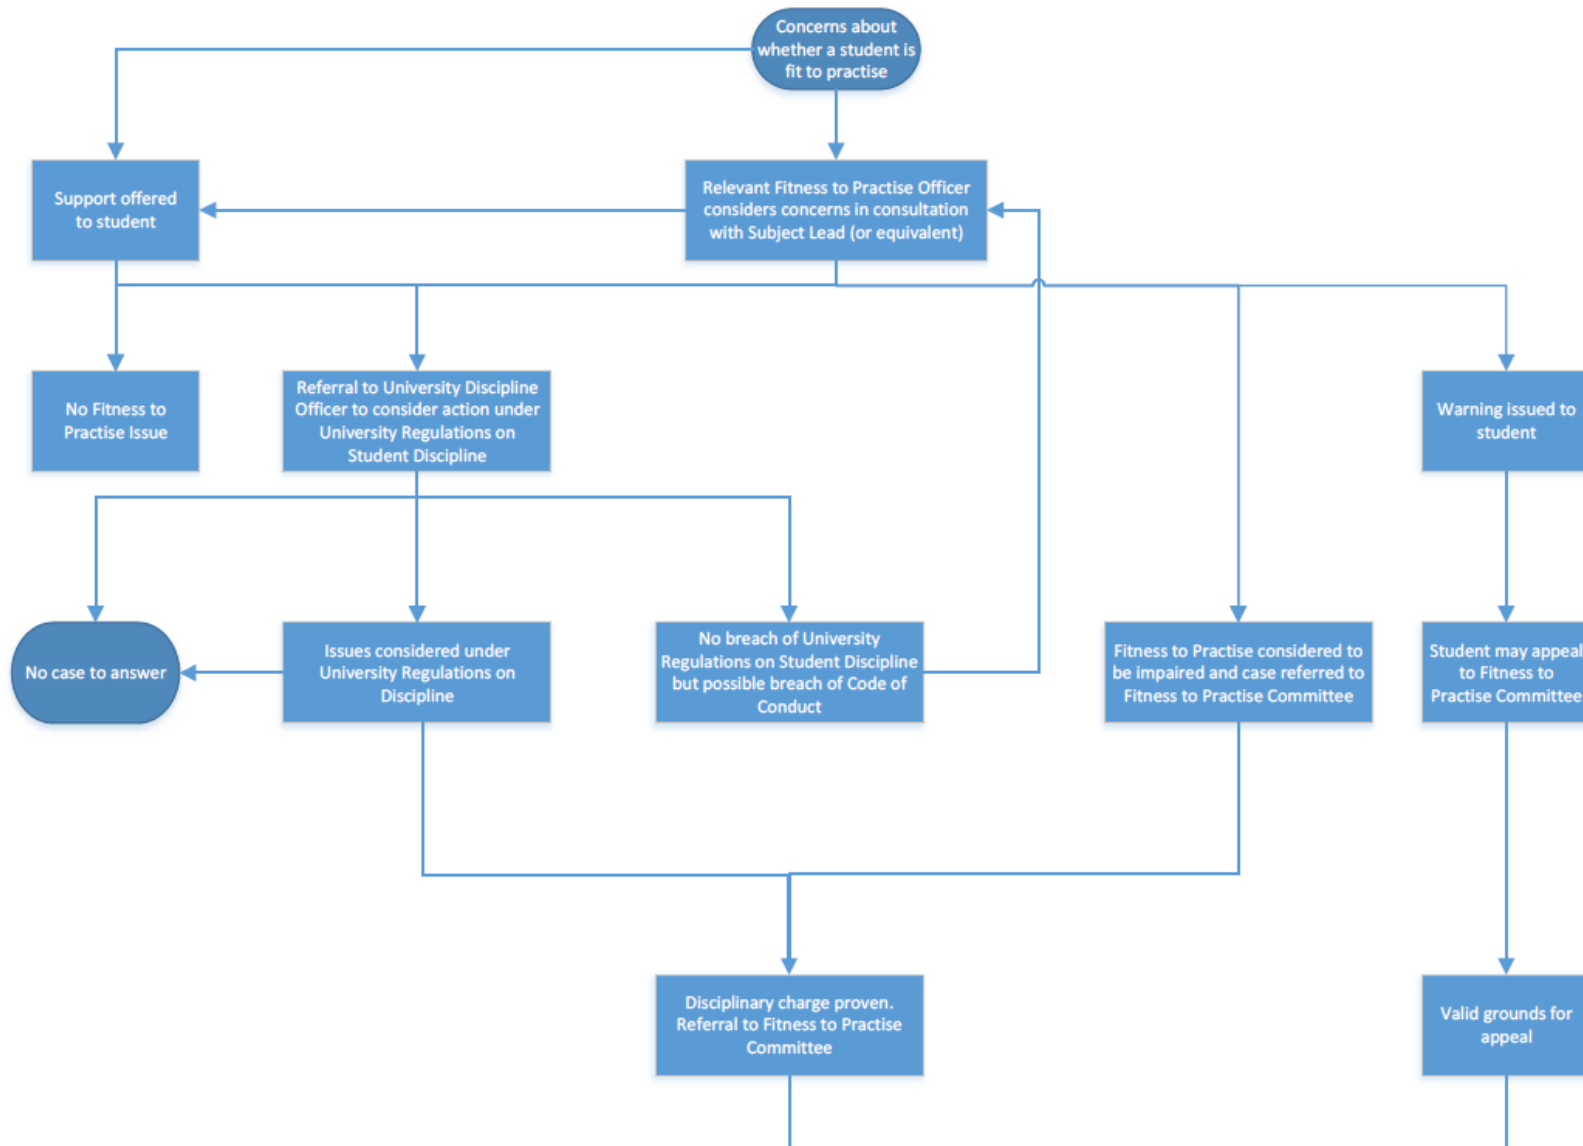 Concerns about
whether a student is
fit to practise
Support offered
to student
Relevant Fitness to Practise Officer
considers concerns in consultation
with Subject Lead (or equivalent)
No Fitness to
Practise Issue
Referral to University Discipline
Officer to consider action under
University Regulations on
Student Discipline
Warning issued to
student
No case to answer
Issues considered under
University Regulations on
Discipline
No breach of University
Regulations on Student Discipline
but possible breach of Code of
Conduct
Fitness to Practise considered to
be impaired and case referred to
Fitness to Practise Committee
Student may appeal
to Fitness to
Practise Committee
Disciplinary charge proven.
Referral to Fitness to Practise
Committee
Valid grounds for
appeal